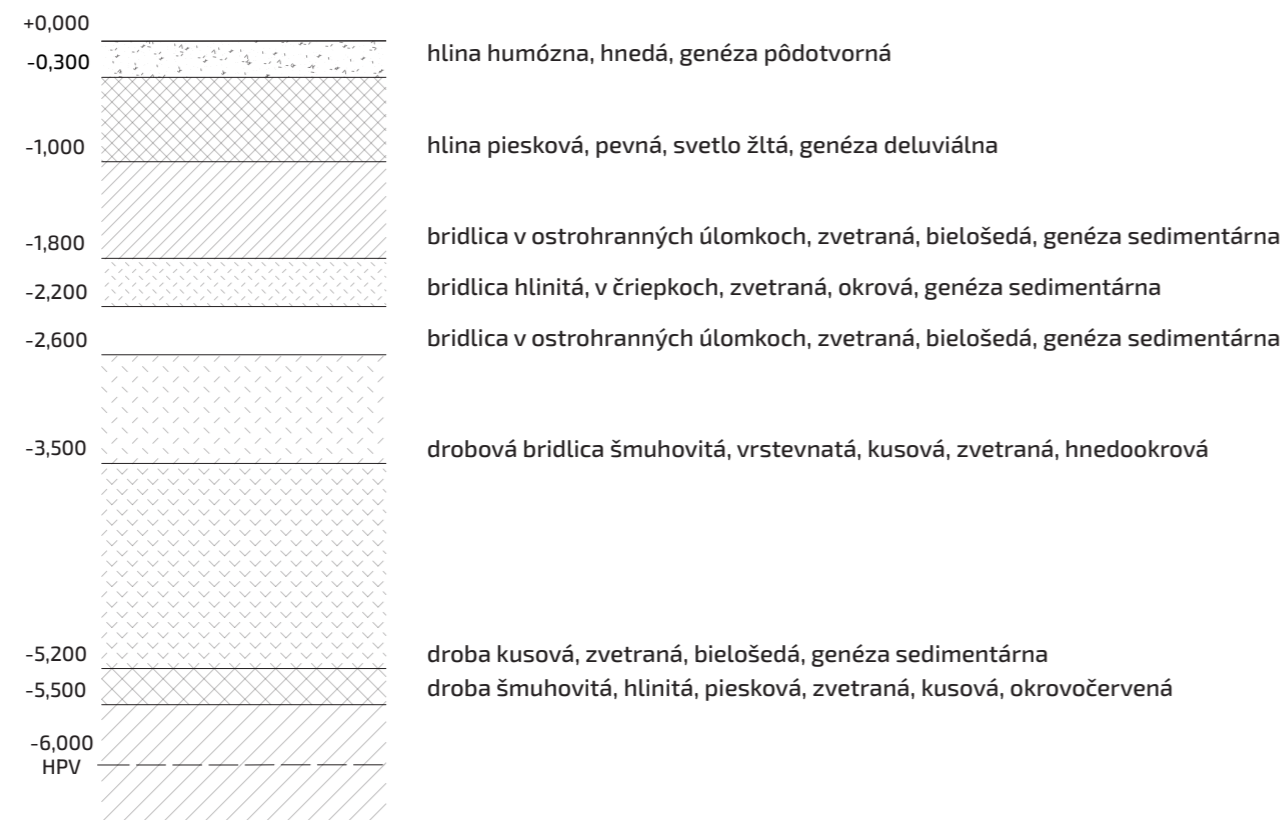 +0,000
-0,300 hlina humózna, hnedá, genéza pôdotvorná
-1,000 hlina piesková, pevná, svetlo žltá, genéza deluviálna
-1,800 bridlica v ostrohranných úlomkoch, zvetraná, bielošedá, genéza sedimentárna
-2,200 bridlica hlinitá, v čriepkoch, zvetraná, okrová, genéza sedimentárna
-2,600 bridlica v ostrohranných úlomkoch, zvetraná, bielošedá, genéza sedimentárna
-3,500 drobová bridlica šmuhovitá, vrstevnatá, kusová, zvetraná, hnedookrová
-5,200 droba kusová, zvetraná, bielošedá, genéza sedimentárna
-5,500 droba šmuhovitá, hlinitá, piesková, zvetraná, kusová, okrovočervená
-6,000
HPV